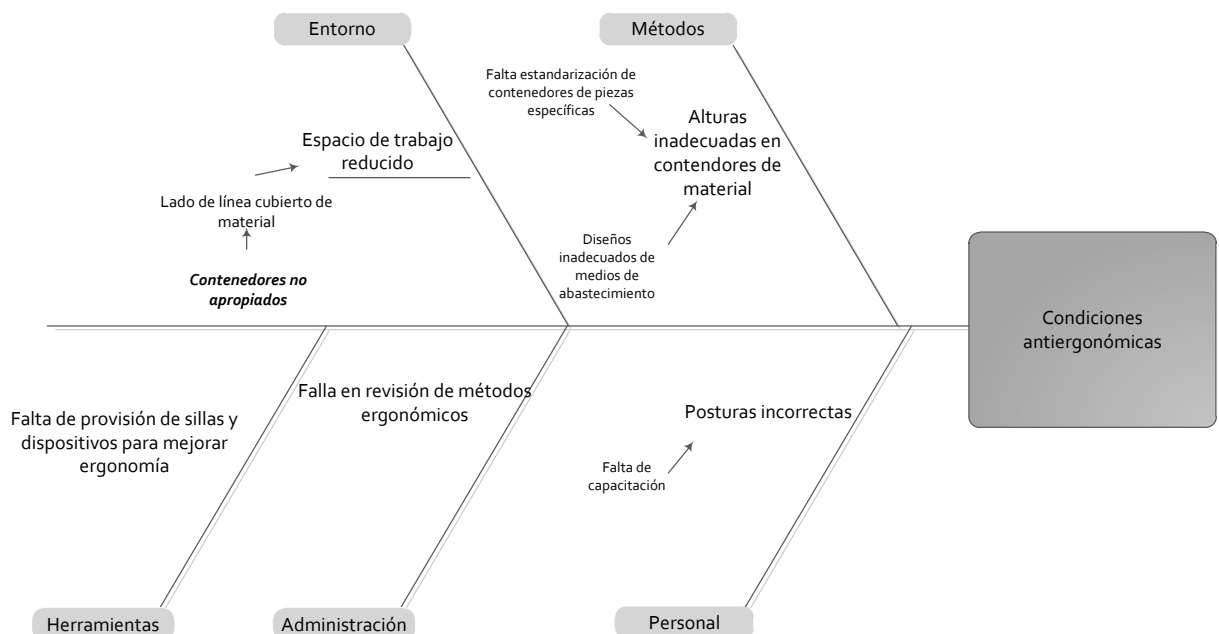 Entorno
Métodos
Falta estandarización de
contenedores de piezas
específicas
Alturas
inadecuadas en
contendores de
material
Espacio de trabajo
reducido
Lado de línea cubierto de
material
Contenedores no
apropiados
Diseños
inadecuados de
medios de
abastecimiento
Condiciones
antiergonómicas
Falta de provisión de sillas y
dispositivos para mejorar
ergonomía
Falla en revisión de métodos
ergonómicos
Posturas incorrectas
Falta de
capacitación
Herramientas
Administración
Personal